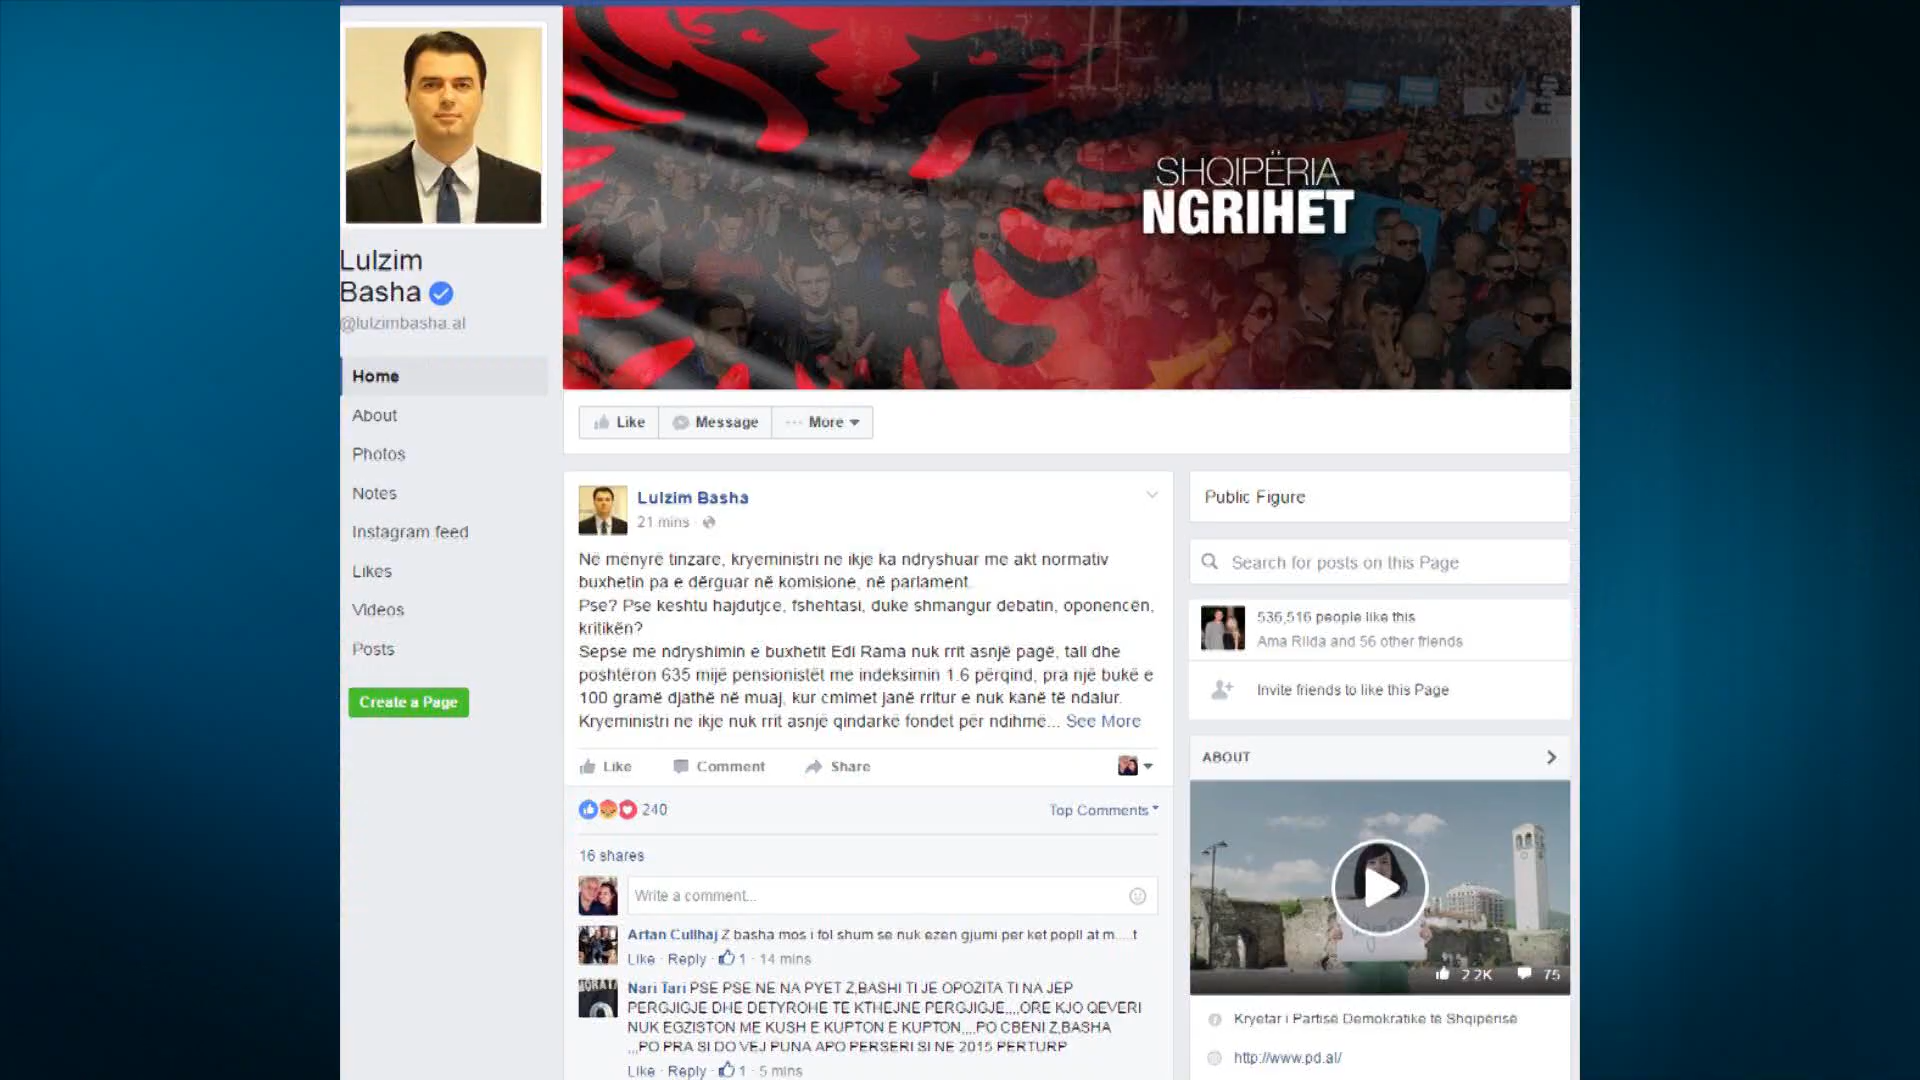 SHQIPËRIA
NGRIHET
Lulzim
Basha
@lulzimbasha.al
Home
About
Photos
Notes
Instagram feed
Likes
Videos
Posts
Create a Page
Like
Message
More
Lulzim Basha
21 mins
Në mënyrë tinzare, kryeministri ne ikje ka ndryshuar me akt normativ
buxhetin pa e dërguar në komisione, në parlament.
Pse? Pse keshtu hajdutçe, fshehtasi, duke shmangur debatin, oponencën,
kritikën?
Sepse me ndryshimin e buxhetit Edi Rama nuk rrit asnjë pagë, tall dhe
poshtëron 635 mijë pensionistët me indeksimin 1.6 përqind, pra një bukë e
100 gramë djathë në muaj, kur cmimet janë rritur e nuk kanë të ndalur.
Kryeministri ne ikje nuk rrit asnjë qindarkë fondet për ndihmë... See More
Like
Comment
Share
240
Top Comments
16 shares
Write a comment...
Artan Cullhaj Z basha mos i fol shum se nuk ezen gjumi per ket popll at m.....t
Like · Reply · 1 · 14 mins
Nari Tari PSE PSE NE NA PYET Z,BASHI TI JE OPOZITA TI NA JEP
PERGJIGJE DHE DETYROHE TE KTHEJNE PERGJIGJE,,,,ORE KJO QEVERI
NUK EGZISTON ME KUSH E KUPTON E KUPTON,,,,PO CBENI Z,BASHA
,,,PO PRA SI DO VEJ PUNA APO PERSERI SI NE 2015 PERTURP
Like · Reply · 1 · 5 mins
Public Figure
Search for posts on this Page
536,516 people like this
Ama Rilda and 56 other friends
Invite friends to like this Page
ABOUT
2.2K
75
Kryetar i Partisë Demokratike të Shqipërisë
http://www.pd.al/